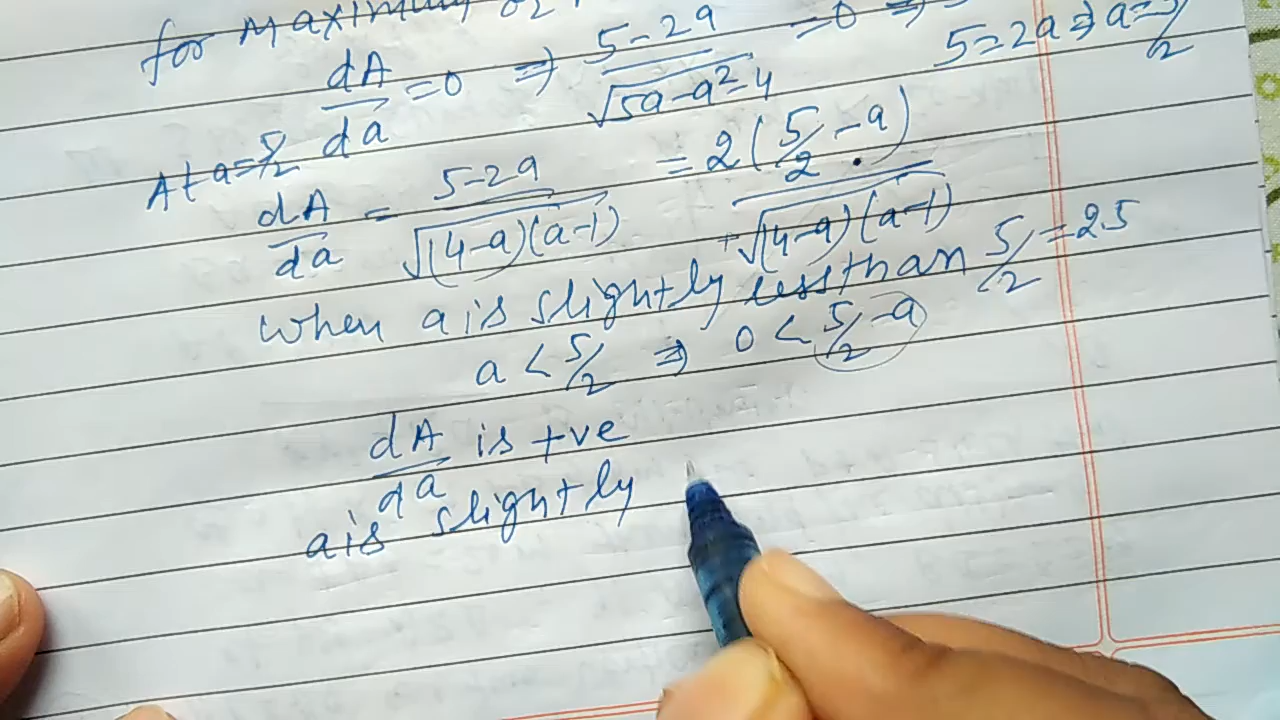 for Maximum or
dA/da = 0 ⇒ (5-2a)/√(5a-a²-4) = 0 ⇒
5=2a ⇒ a=5/2
At a=5/2
dA/da = (5-2a)/√((4-a)(a-1)) = 2(5/2-a)/+√((4-a)(a-1))
when a is slightly less than 5/2=2.5
a < 5/2 ⇒ 0 < 5/2-a
dA/da is +ve
a is slightly